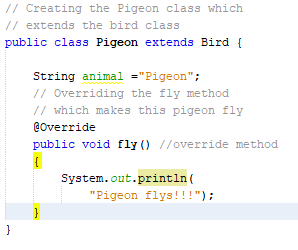 // Creating the Pigeon class which
// extends the bird class
public class Pigeon extends Bird {
String animal ="Pigeon";
// Overriding the fly method
// which makes this pigeon fly
@Override
public void fly() //override method
{
System.out.println(
"Pigeon flys!!!");
}
}